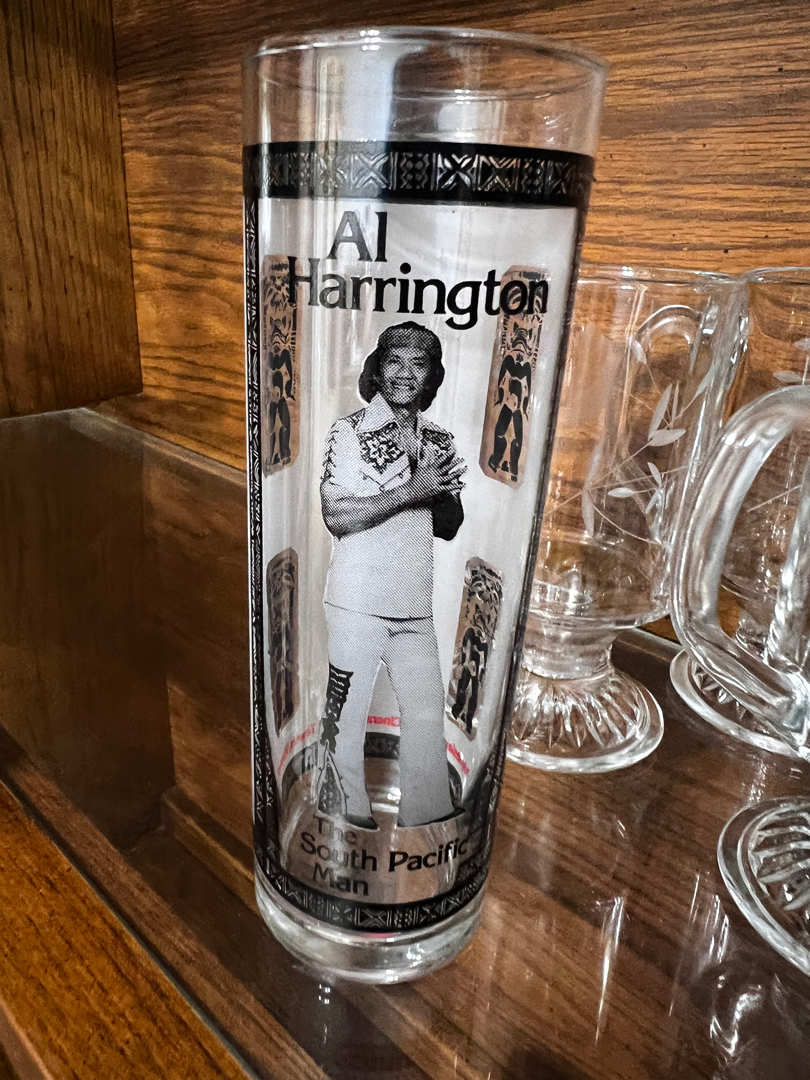 Al
Harrington
The
South Pacific
Man